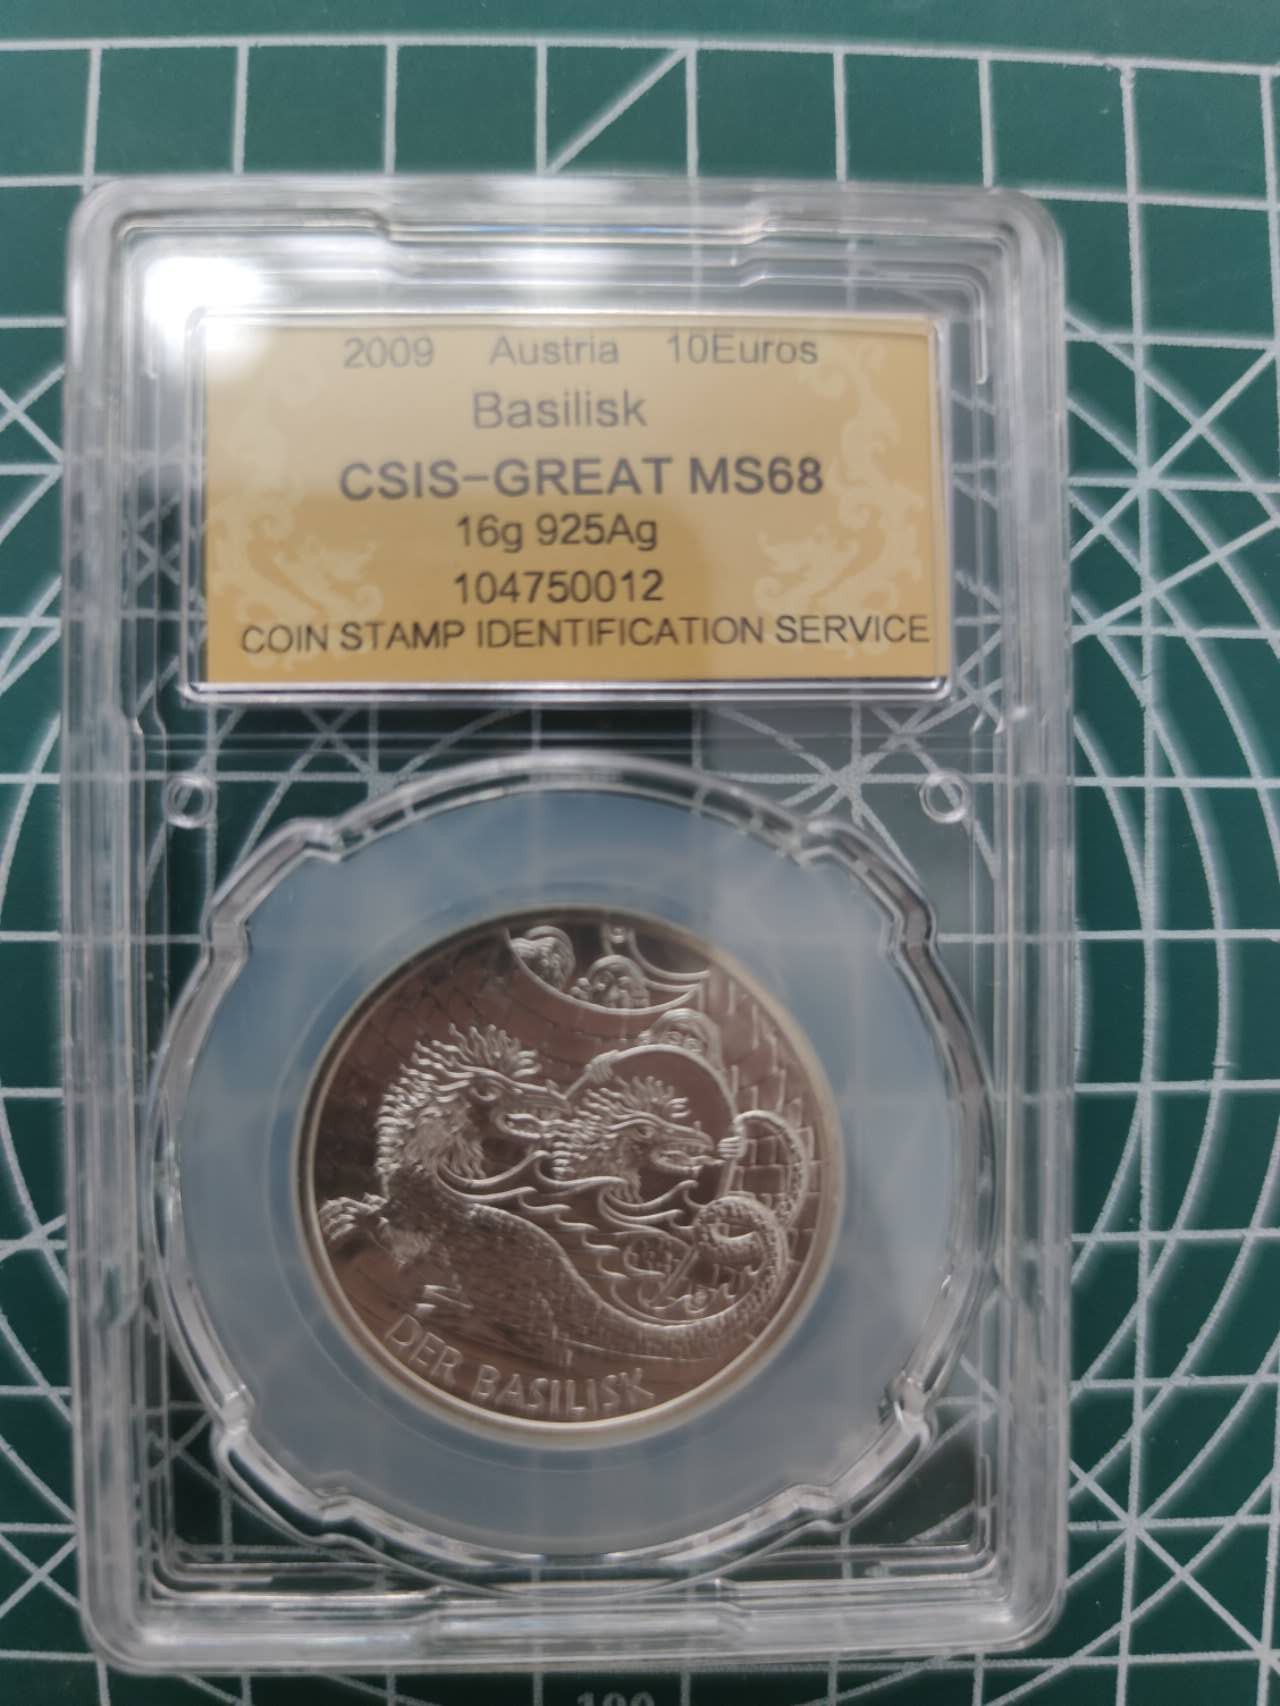 2009 Austria 10Euros
Basilisk
CSIS-GREAT MS68
16g 925Ag
104750012
COIN STAMP IDENTIFICATION SERVICE
DER BASILISK